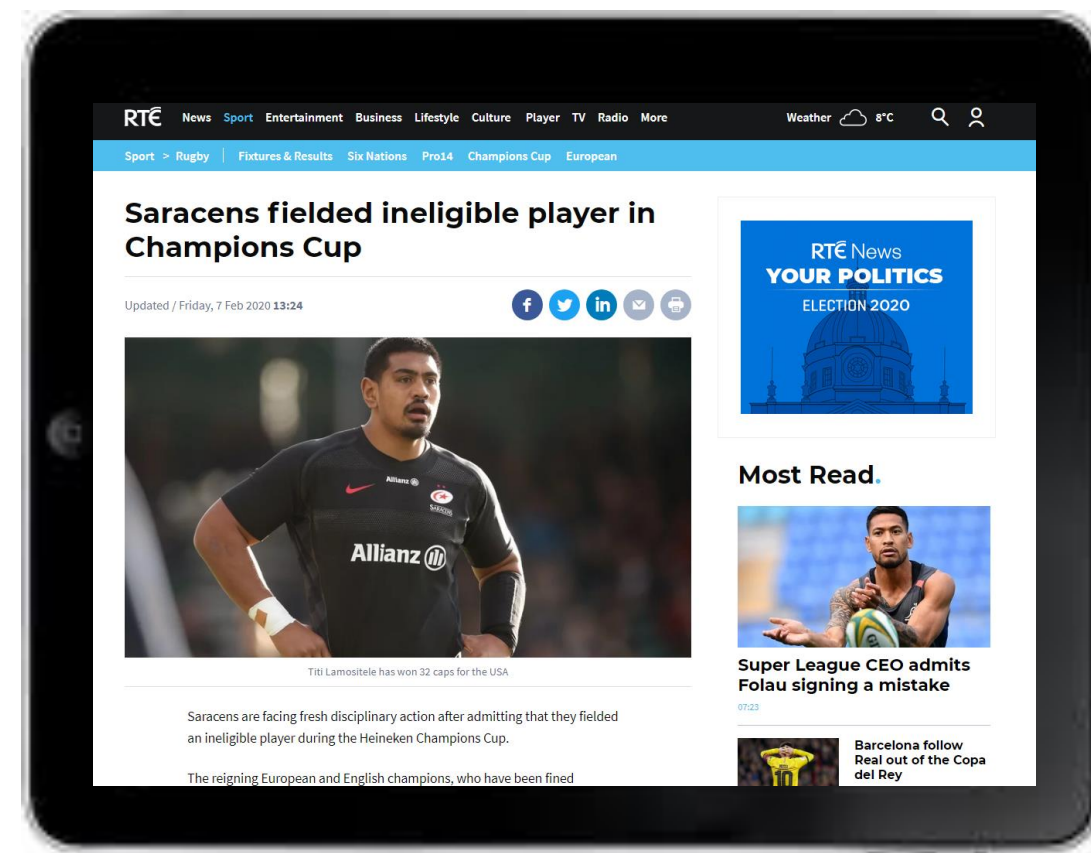 RTÉ News Sport Entertainment Business Lifestyle Culture Player TV Radio More Weather 8°C
Sport > Rugby Fixtures & Results Six Nations Pro14 Champions Cup European
Saracens fielded ineligible player in
Champions Cup
Updated / Friday, 7 Feb 2020 13:24
Allianz
SARACENS
Allianz
Titi Lamositele has won 32 caps for the USA
Saracens are facing fresh disciplinary action after admitting that they fielded
an ineligible player during the Heineken Champions Cup.
The reigning European and English champions, who have been fined
RTÉ News
YOUR POLITICS
ELECTION 2020
Most Read.
Super League CEO admits
Folau signing a mistake
07:23
10
Barcelona follow
Real out of the Copa
del Rey